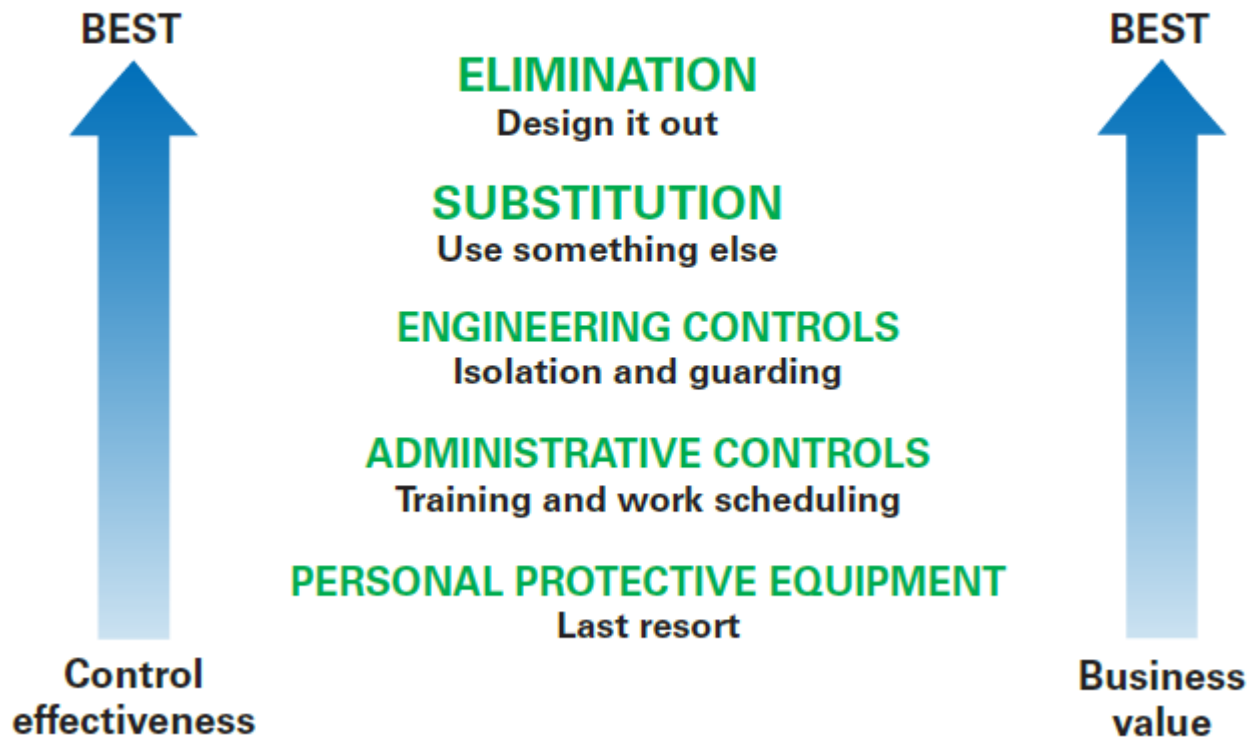 BEST
BEST
ELIMINATION
Design it out
SUBSTITUTION
Use something else
ENGINEERING CONTROLS
Isolation and guarding
ADMINISTRATIVE CONTROLS
Training and work scheduling
PERSONAL PROTECTIVE EQUIPMENT
Last resort
Control
effectiveness
Business
value